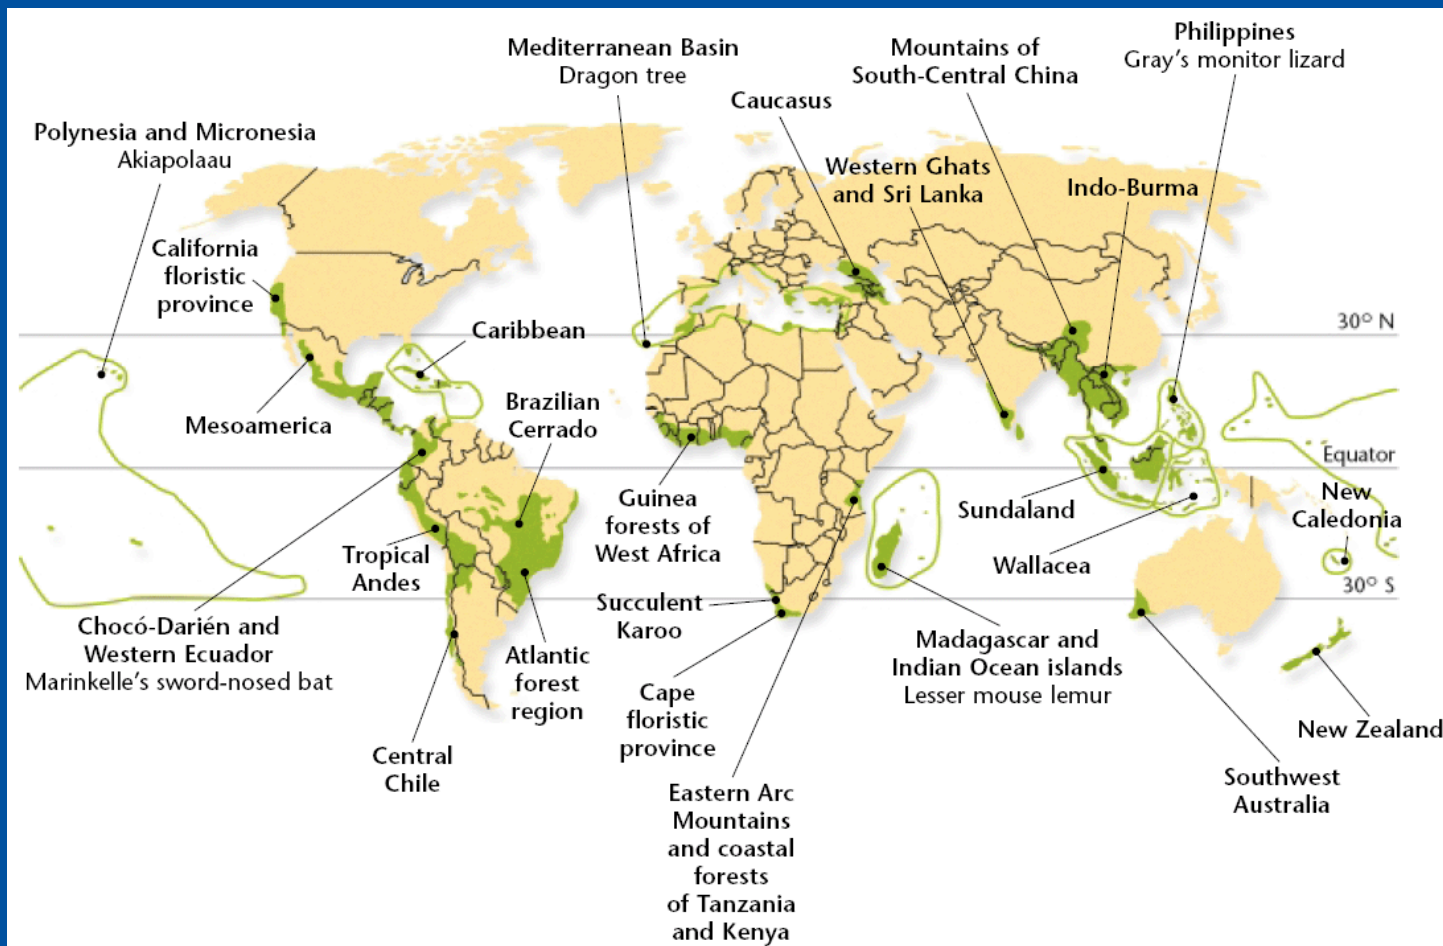 Philippines
Gray's monitor lizard
Mediterranean Basin
Dragon tree
Mountains of
South-Central China
Caucasus
Polynesia and Micronesia
Akiapolaau
Western Ghats
and Sri Lanka
Indo-Burma
California
floristic
province
30° N
Caribbean
Mesoamerica
Brazilian
Cerrado
Equator
Guinea
forests of
West Africa
Sundaland
New
Caledonia
Tropical
Andes
Wallacea
30° S
Succulent
Karoo
Chocó-Darién and
Western Ecuador
Marinkelle's sword-nosed bat
Atlantic
forest
region
Madagascar and
Indian Ocean islands
Lesser mouse lemur
Cape
floristic
province
New Zealand
Central
Chile
Southwest
Australia
Eastern Arc
Mountains
and coastal
forests
of Tanzania
and Kenya